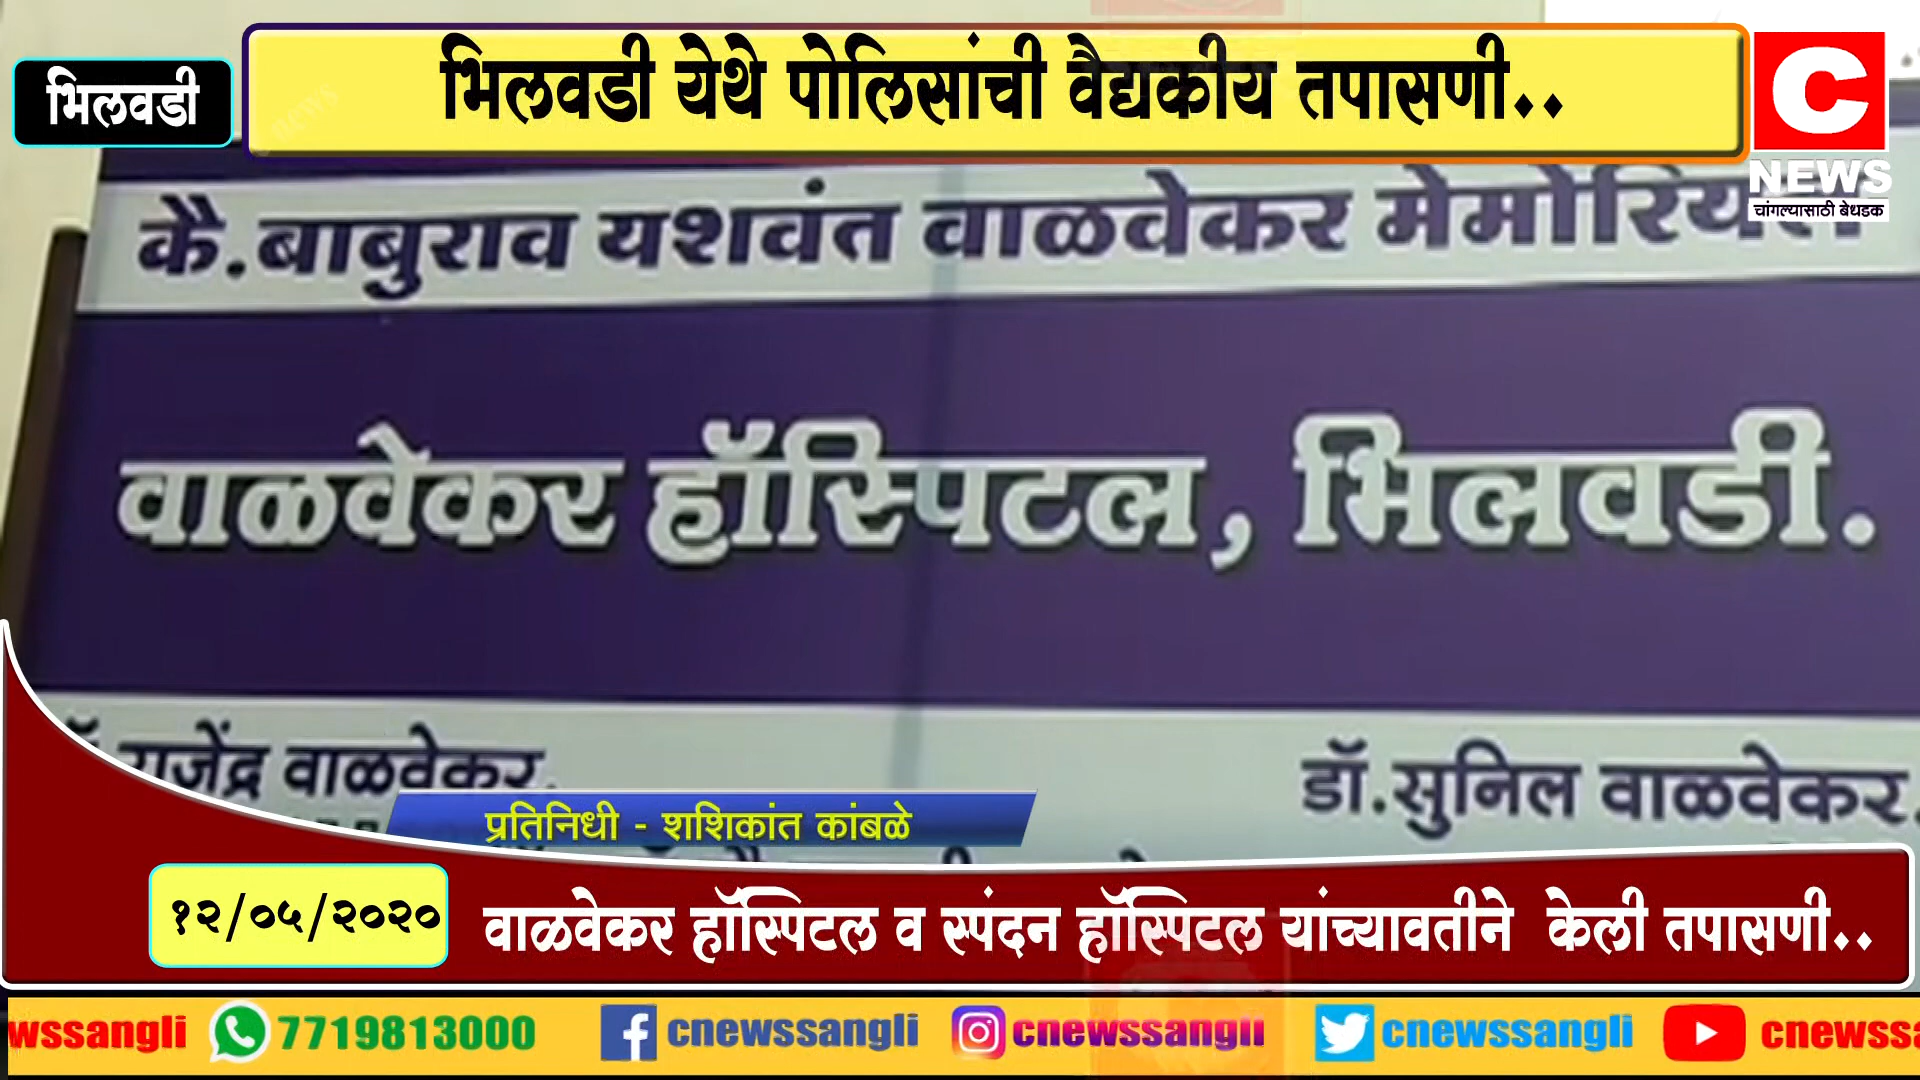 भिलवडी येथे पोलिसांची वैद्यकीय तपासणी..
भिलवडी
C
NEWS
चांगल्यासाठी बेधडक
कै.बाबुराव यशवंत वाळवेकर मेमोरियल
वाळवेकर हॉस्पिटल, भिलवडी.
राजेंद्र वाळवेकर.
डॉ.सुनिल वाळवेकर.
प्रतिनिधी - शशिकांत कांबळे
१२/०५/२०२०
वाळवेकर हॉस्पिटल व स्पंदन हॉस्पिटल यांच्यावतीने केली तपासणी..
wssangli 7719813000 cnewssangli cnewssangli cnewssangli cnewssa